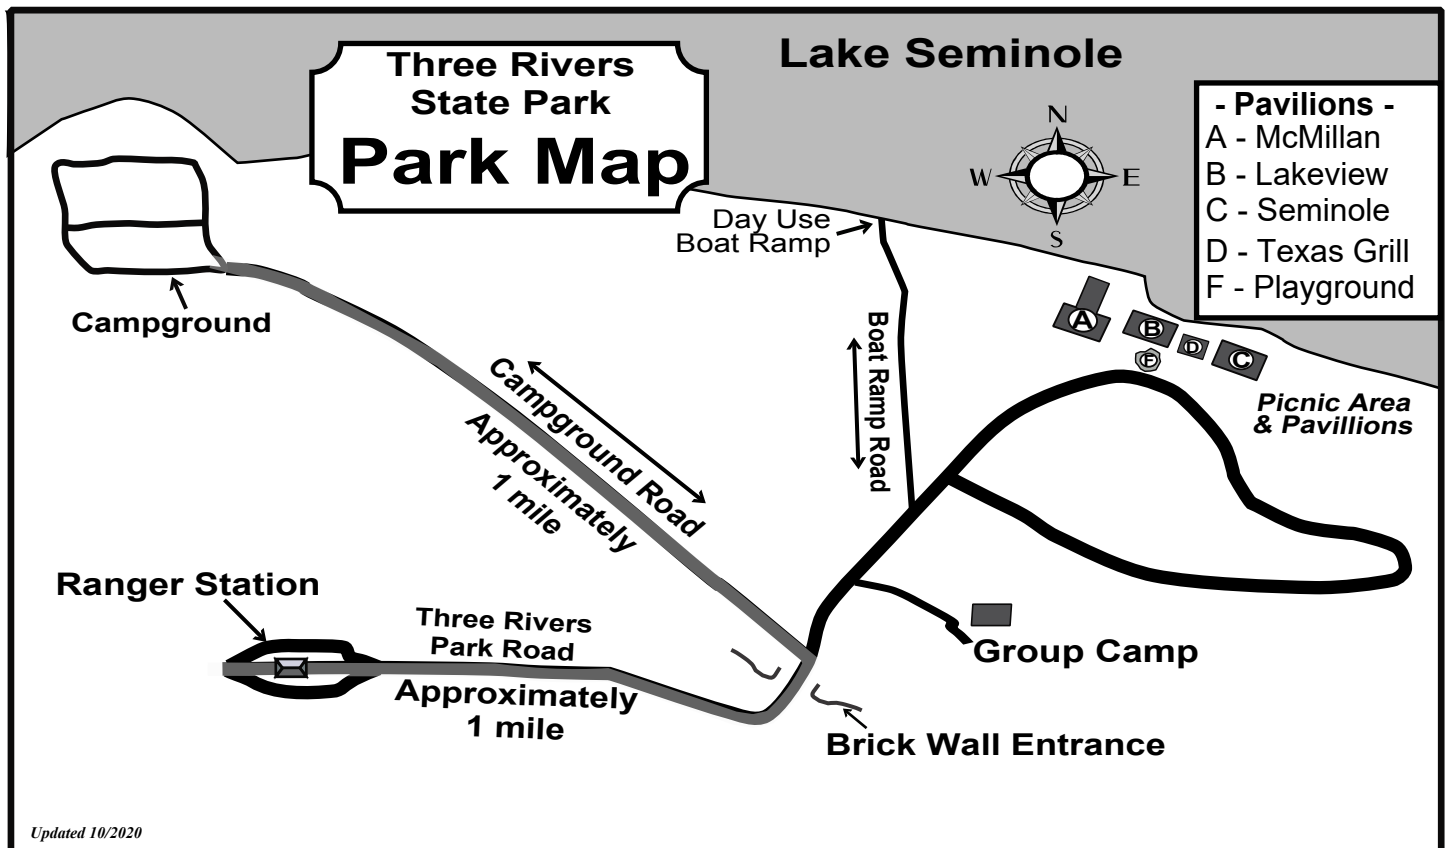 Three Rivers
State Park
Park Map
Lake Seminole
- Pavilions -
A - McMillan
B - Lakeview
C - Seminole
D - Texas Grill
F - Playground
N
W
E
S
Day Use
Boat Ramp
Campground
Boat Ramp Road
A
B
D
C
F
Picnic Area
& Pavillions
Campground Road
Approximately
1 mile
Ranger Station
Three Rivers
Park Road
Approximately
1 mile
Group Camp
Brick Wall Entrance
Updated 10/2020